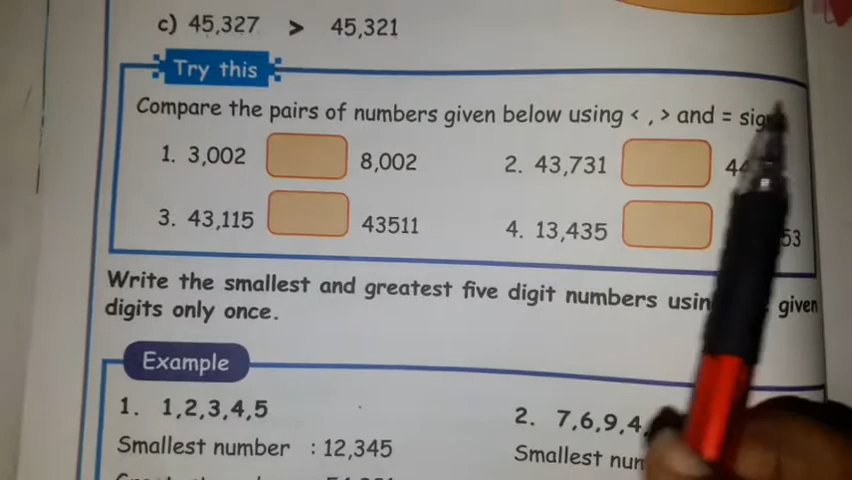 c) 45,327 > 45,321
Try this
Compare the pairs of numbers given below using < , > and =
1. 3,002 8,002 2. 43,731
3. 43,115 43511 4. 13,435
Write the smallest and greatest five digit numbers given
digits only once.
Example
1. 1,2,3,4,5 2. 7,6,9,4,
Smallest number : 12,345 Smallest